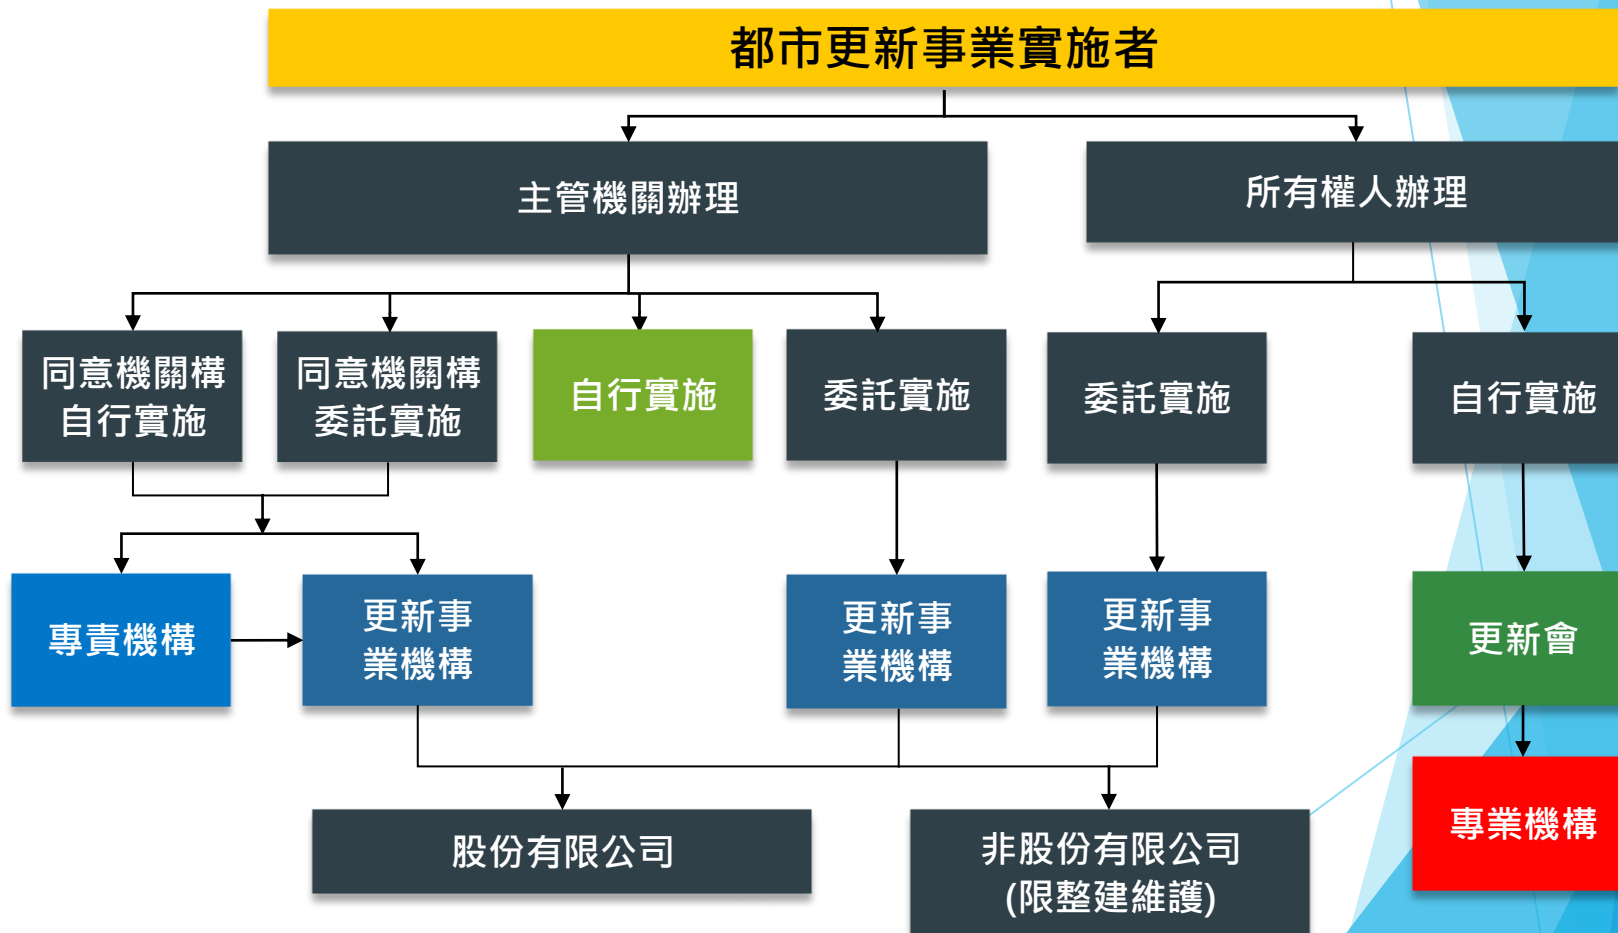 都市更新事業實施者
主管機關辦理
所有權人辦理
同意機關構
自行實施
同意機關構
委託實施
自行實施
委託實施
委託實施
自行實施
專責機構
更新事
業機構
更新事
業機構
更新事
業機構
更新會
股份有限公司
非股份有限公司
(限整建維護)
專業機構